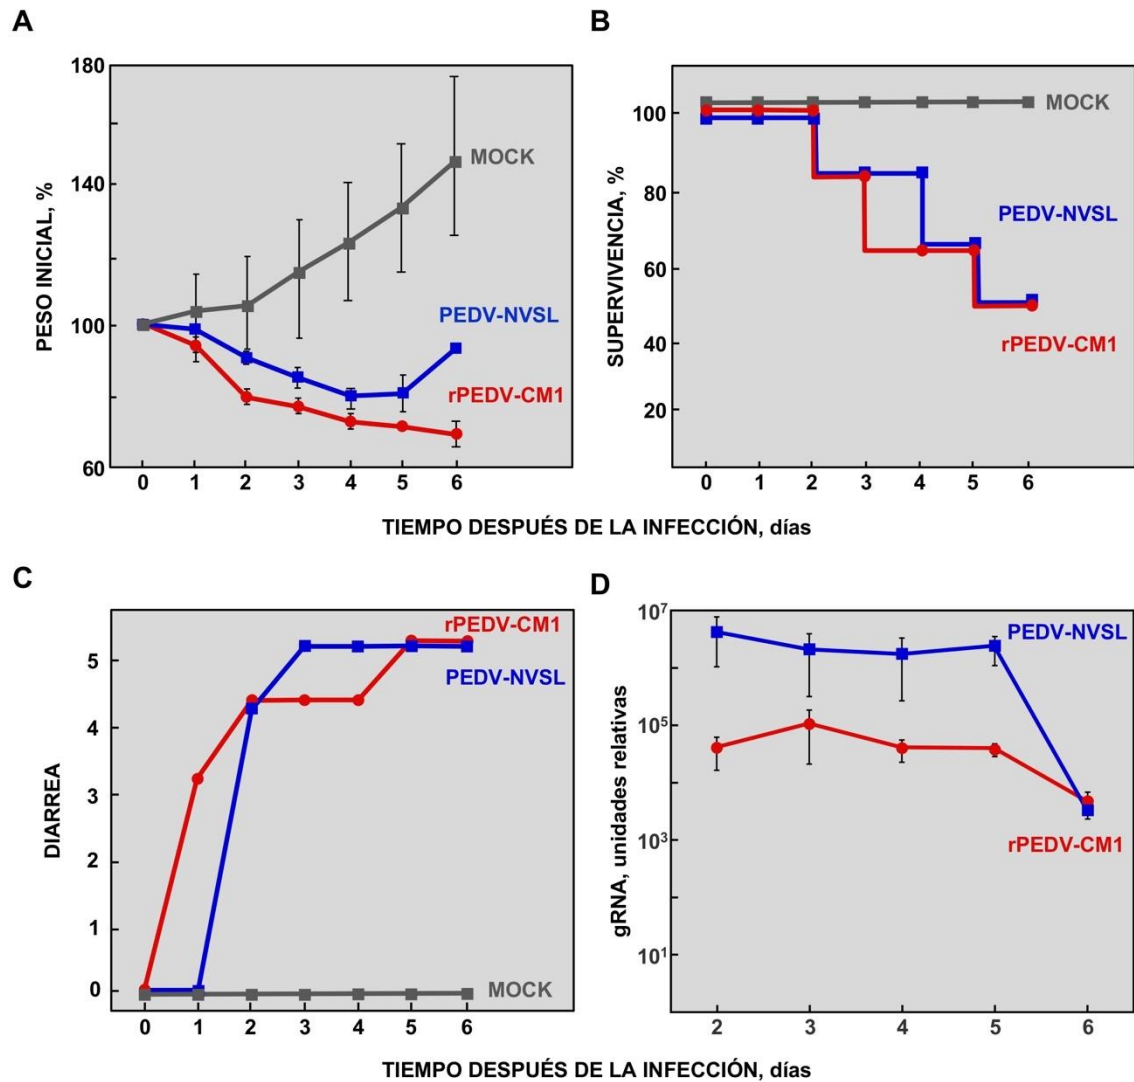 A
PESO INICIAL, %
180
140
100
60
MOCK
PEDV-NVSL
rPEDV-CM1
0 1 2 3 4 5 6
B
SUPERVIVENCIA, %
100
80
60
40
20
MOCK
PEDV-NVSL
rPEDV-CM1
0 1 2 3 4 5 6
TIEMPO DESPUÉS DE LA INFECCIÓN, días
C
DIARREA
5
4
3
2
1
0
rPEDV-CM1
PEDV-NVSL
MOCK
0 1 2 3 4 5 6
D
gRNA, unidades relativas
10⁷
10⁵
10³
10¹
PEDV-NVSL
rPEDV-CM1
2 3 4 5 6
TIEMPO DESPUÉS DE LA INFECCIÓN, días